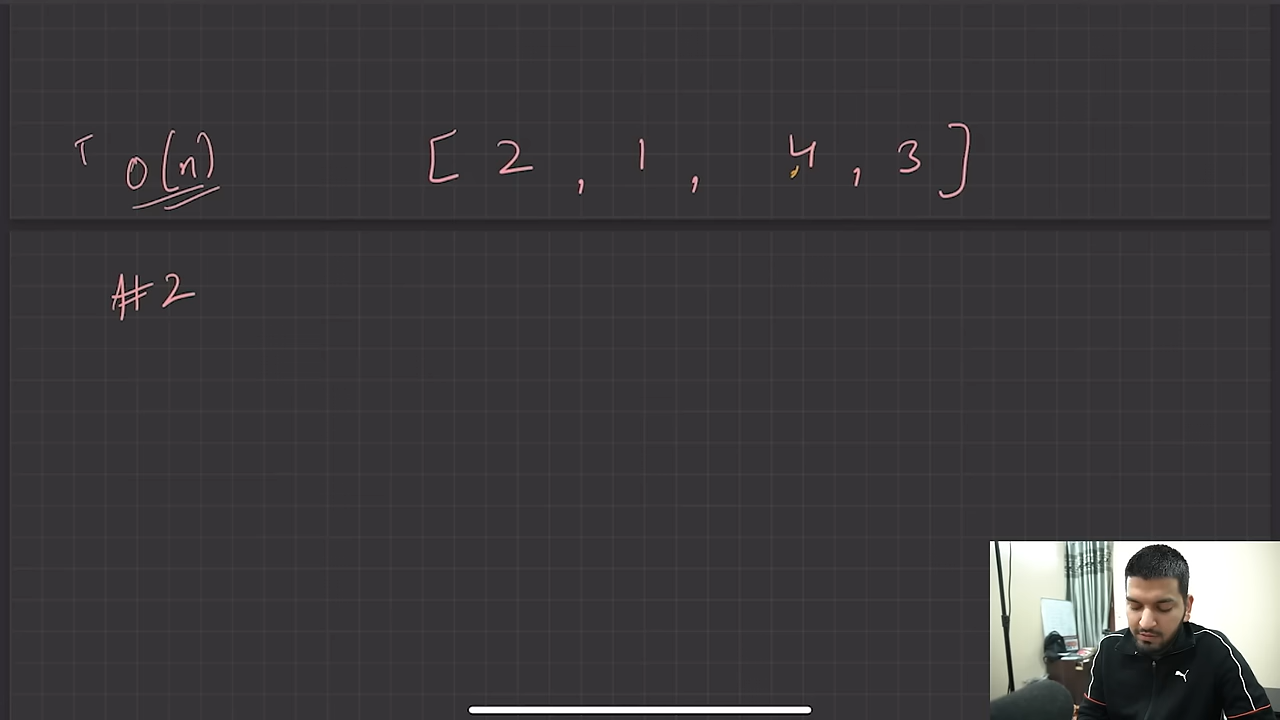 T O(n) [ 2 , 1 , 4 , 3 ]
#2